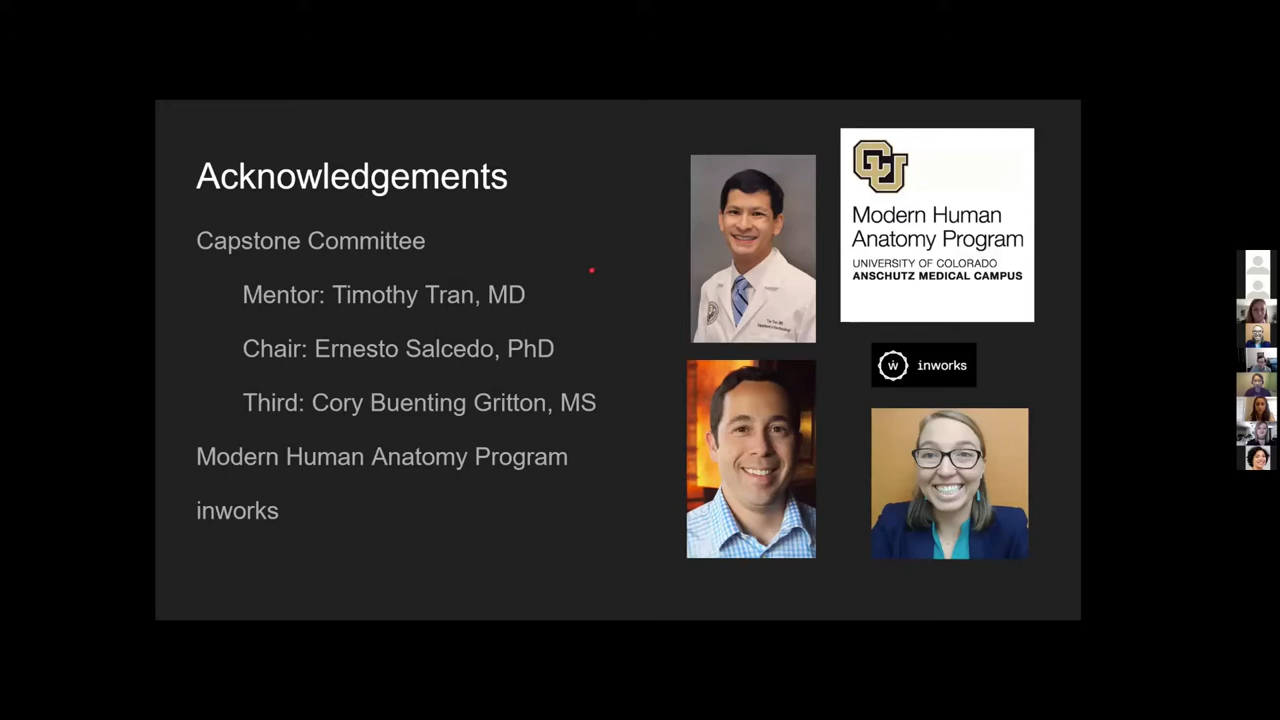 Acknowledgements
Capstone Committee
Mentor: Timothy Tran, MD
Chair: Ernesto Salcedo, PhD
Third: Cory Buenting Gritton, MS
Modern Human Anatomy Program
inworks
CU
Modern Human
Anatomy Program
UNIVERSITY OF COLORADO
ANSCHUTZ MEDICAL CAMPUS
w
inworks